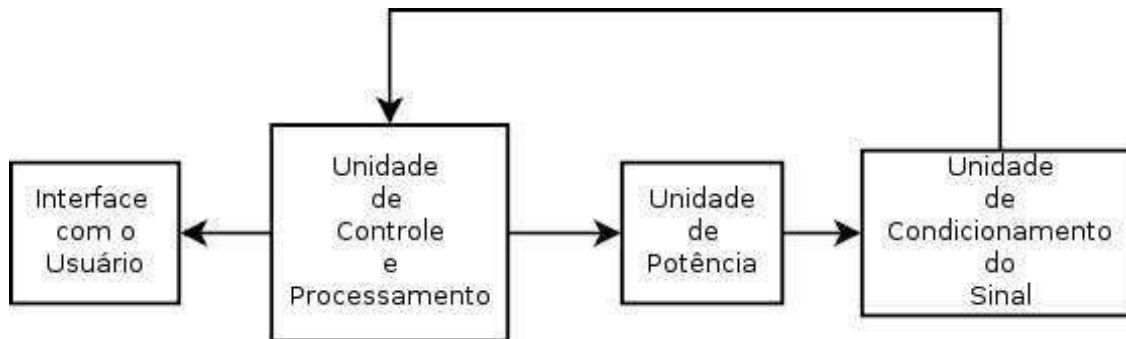 Interface
com o
Usuário
Unidade
de
Controle
e
Processamento
Unidade
de
Potência
Unidade
de
Condicionamento
do
Sinal